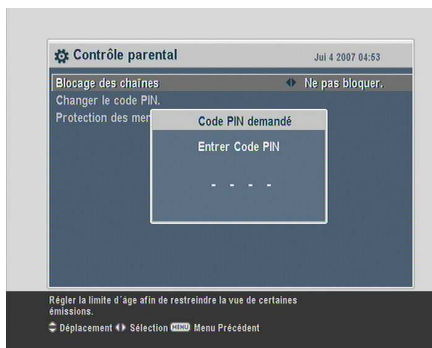 Contrôle parental
Jui 4 2007 04:53
Blocage des chaînes
Ne pas bloquer.
Changer le code PIN.
Protection des mer
Code PIN demandé
Entrer Code PIN
- - - -
Régler la limite d´âge afin de restreindre la vue de certaines
émissions.
Déplacement Sélection MENU Menu Précédent